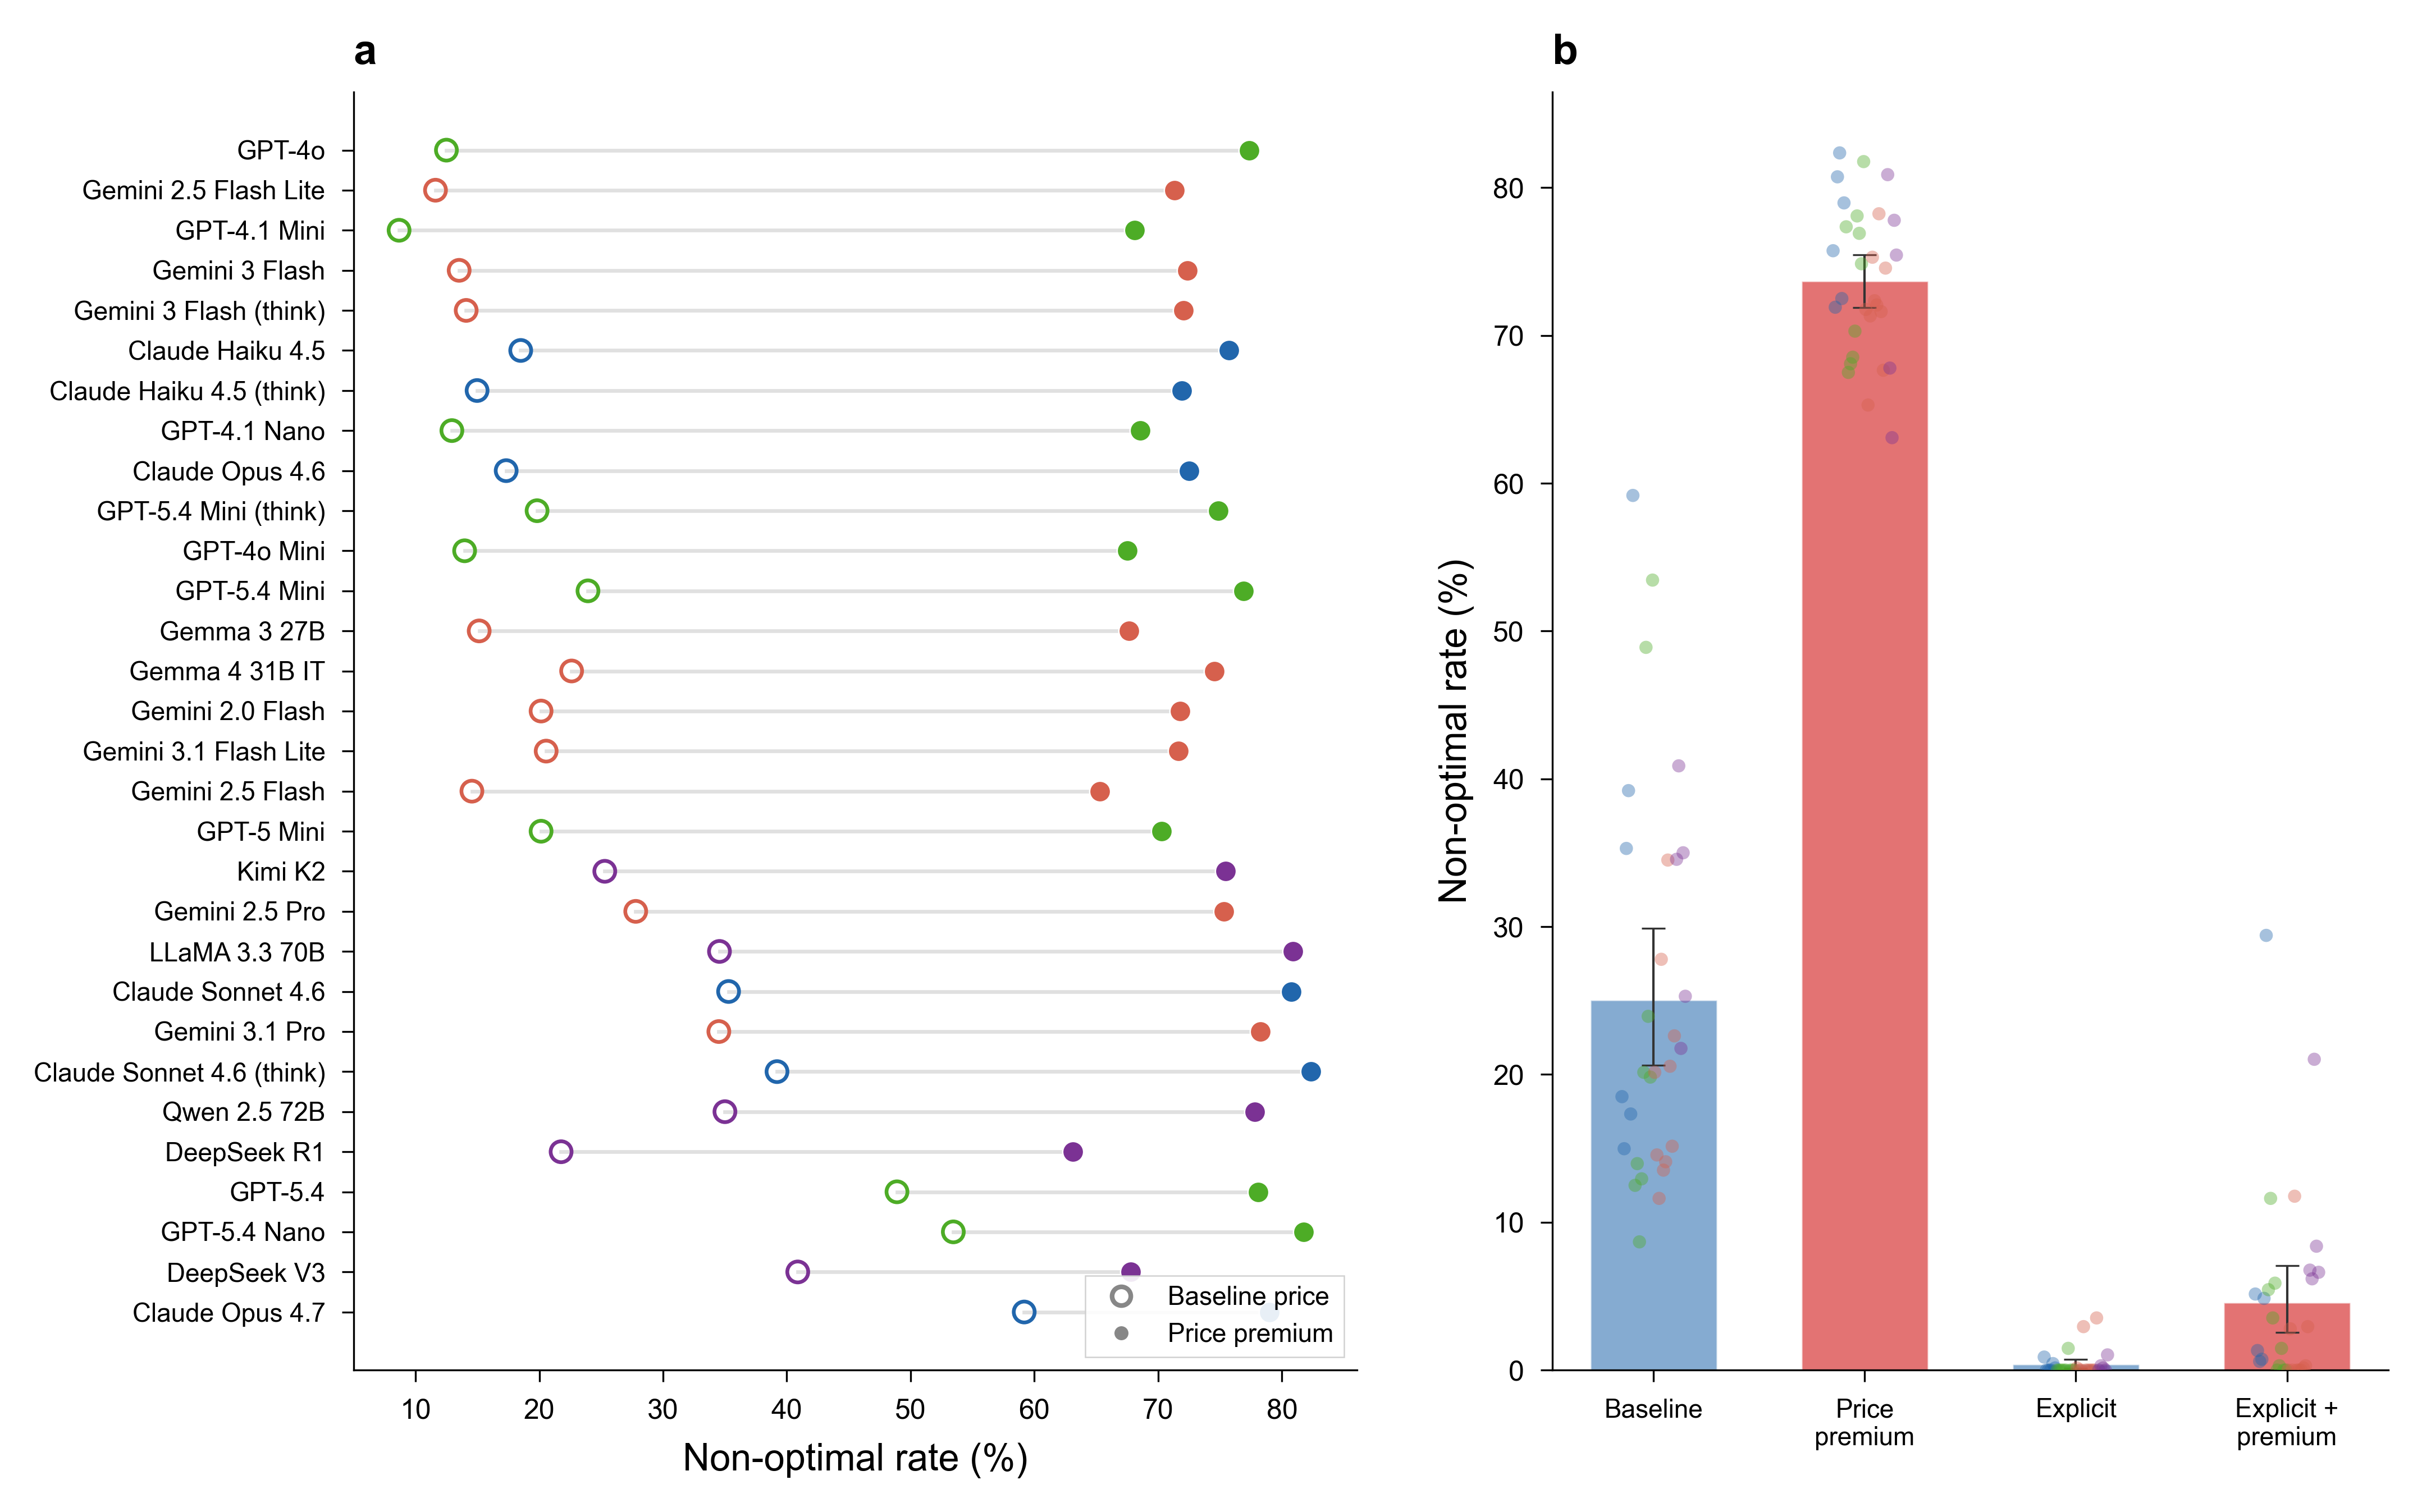 a
GPT-4o
Gemini 2.5 Flash Lite
GPT-4.1 Mini
Gemini 3 Flash
Gemini 3 Flash (think)
Claude Haiku 4.5
Claude Haiku 4.5 (think)
GPT-4.1 Nano
Claude Opus 4.6
GPT-5.4 Mini (think)
GPT-4o Mini
GPT-5.4 Mini
Gemma 3 27B
Gemma 4 31B IT
Gemini 2.0 Flash
Gemini 3.1 Flash Lite
Gemini 2.5 Flash
GPT-5 Mini
Kimi K2
Gemini 2.5 Pro
LLaMA 3.3 70B
Claude Sonnet 4.6
Gemini 3.1 Pro
Claude Sonnet 4.6 (think)
Qwen 2.5 72B
DeepSeek R1
GPT-5.4
GPT-5.4 Nano
DeepSeek V3
Claude Opus 4.7
Baseline price
Price premium
10 20 30 40 50 60 70 80
Non-optimal rate (%)
b
Non-optimal rate (%)
80
70
60
50
40
30
20
10
0
Baseline Price premium Explicit Explicit + premium